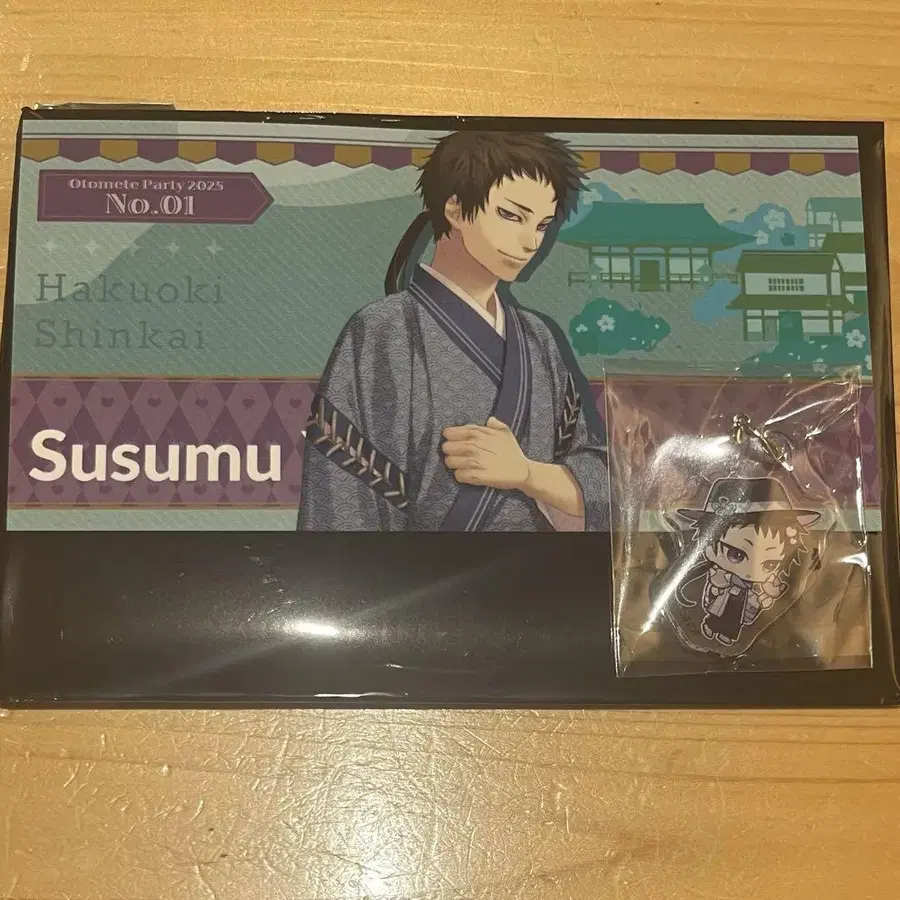 Otomete Party 2025
No.01
Hakuoki
Shinkai
Susumu